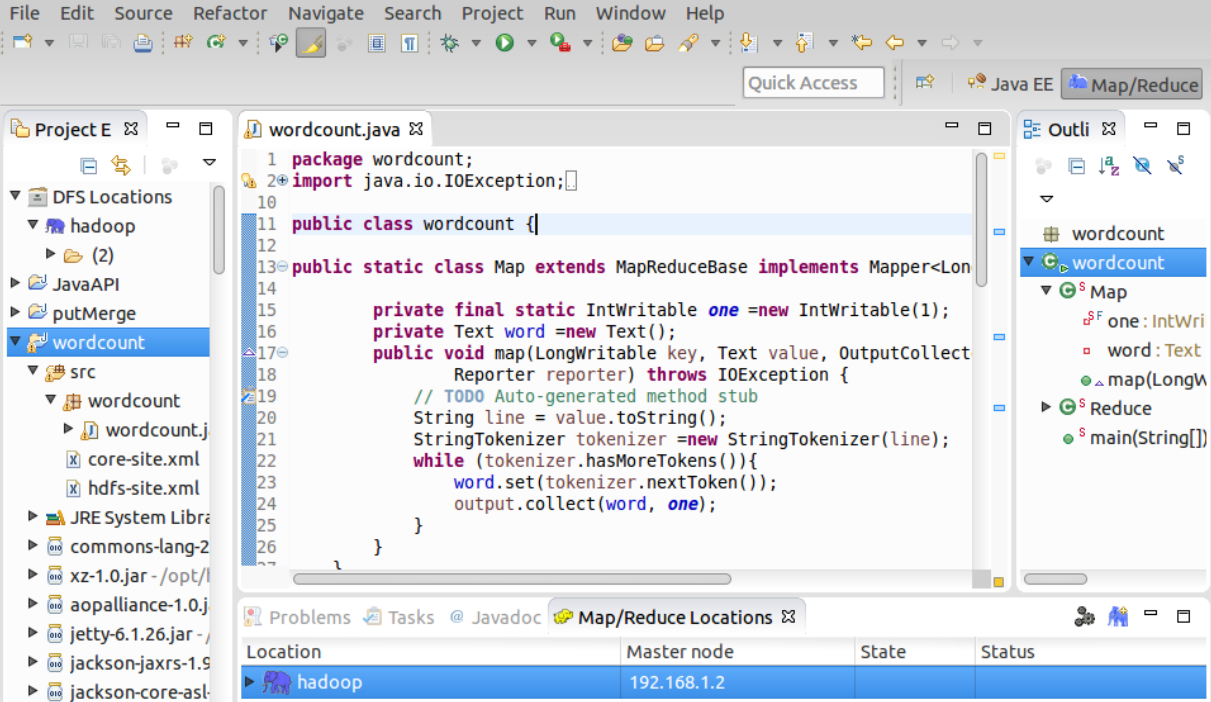 File Edit Source Refactor Navigate Search Project Run Window Help
Quick Access
Java EE
Map/Reduce
Project E
DFS Locations
hadoop
(2)
JavaAPI
putMerge
wordcount
src
wordcount
wordcount.j
core-site.xml
hdfs-site.xml
JRE System Libra
commons-lang-2
xz-1.0.jar - /opt/
aopalliance-1.0.j
jetty-6.1.26.jar - /
jackson-jaxrs-1.9
jackson-core-asl-
wordcount.java
1 package wordcount;
2 import java.io.IOException;
10
11 public class wordcount {
12
13 public static class Map extends MapReduceBase implements Mapper<Lon
14
15 private final static IntWritable one =new IntWritable(1);
16 private Text word =new Text();
17 public void map(LongWritable key, Text value, OutputCollect
18 Reporter reporter) throws IOException {
19 // TODO Auto-generated method stub
20 String line = value.toString();
21 StringTokenizer tokenizer =new StringTokenizer(line);
22 while (tokenizer.hasMoreTokens()){
23 word.set(tokenizer.nextToken());
24 output.collect(word, one);
25 }
26 }
27 }
Outli
wordcount
wordcount
Map
one : IntWri
word : Text
map(LongW
Reduce
main(String[])
Problems Tasks @ Javadoc Map/Reduce Locations
Location Master node State Status
hadoop 192.168.1.2